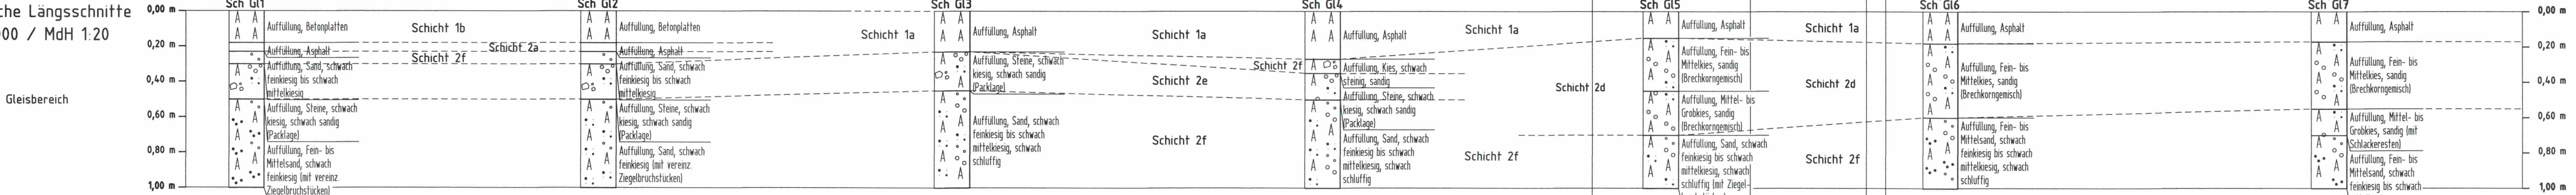 che Längsschnitte
00 / MdH 1:20
Gleisbereich
0,00 m
0,20 m
0,40 m
0,60 m
0,80 m
1,00 m
Sch Gl1
Auffüllung, Betonplatten
Auffüllung, Asphalt
Auffüllung, Sand, schwach
feinkiesig bis schwach
mittelkiesig
Auffüllung, Steine, schwach
kiesig, schwach sandig
(Packlage)
Auffüllung, Fein- bis
Mittelsand, schwach
feinkiesig (mit vereinz.
Ziegelbruchstücken)
Schicht 1b
Schicht 2a
Schicht 2f
Sch Gl2
Auffüllung, Betonplatten
Auffüllung, Asphalt
Auffüllung, Sand, schwach
feinkiesig bis schwach
mittelkiesig
Auffüllung, Steine, schwach
kiesig, schwach sandig
(Packlage)
Auffüllung, Sand, schwach
feinkiesig (mit vereinz.
Ziegelbruchstücken)
Schicht 1a
Sch Gl3
Auffüllung, Asphalt
Auffüllung, Steine, schwach
kiesig, schwach sandig
(Packlage)
Auffüllung, Sand, schwach
feinkiesig bis schwach
mittelkiesig, schwach
schluffig
Schicht 1a
Schicht 2f
Schicht 2e
Schicht 2f
Sch Gl4
Auffüllung, Asphalt
Auffüllung, Kies, schwach
steinig, sandig
Auffüllung, Steine, schwach
kiesig, schwach sandig
(Packlage)
Auffüllung, Sand, schwach
feinkiesig bis schwach
mittelkiesig, schwach
schluffig
Schicht 1a
Schicht 2d
Schicht 2f
Sch Gl5
Auffüllung, Asphalt
Auffüllung, Fein- bis
Mittelkies, sandig
(Brechkorngemisch)
Auffüllung, Mittel- bis
Grobkies, sandig
(Brechkorngemisch)
Auffüllung, Sand, schwach
feinkiesig bis schwach
mittelkiesig, schwach
schluffig (mit Ziegel-
Schicht 1a
Schicht 2d
Schicht 2f
Sch Gl6
Auffüllung, Asphalt
Auffüllung, Fein- bis
Mittelkies, sandig
(Brechkorngemisch)
Auffüllung, Fein- bis
Mittelsand, schwach
feinkiesig bis schwach
mittelkiesig, schwach
schluffig
Sch Gl7
Auffüllung, Asphalt
Auffüllung, Fein- bis
Mittelkies, sandig
(Brechkorngemisch)
Auffüllung, Mittel- bis
Grobkies, sandig (mit
Schlackeresten)
Auffüllung, Fein- bis
Mittelsand, schwach
feinkiesig bis schwach
0,00 m
0,20 m
0,40 m
0,60 m
0,80 m
1,00 m